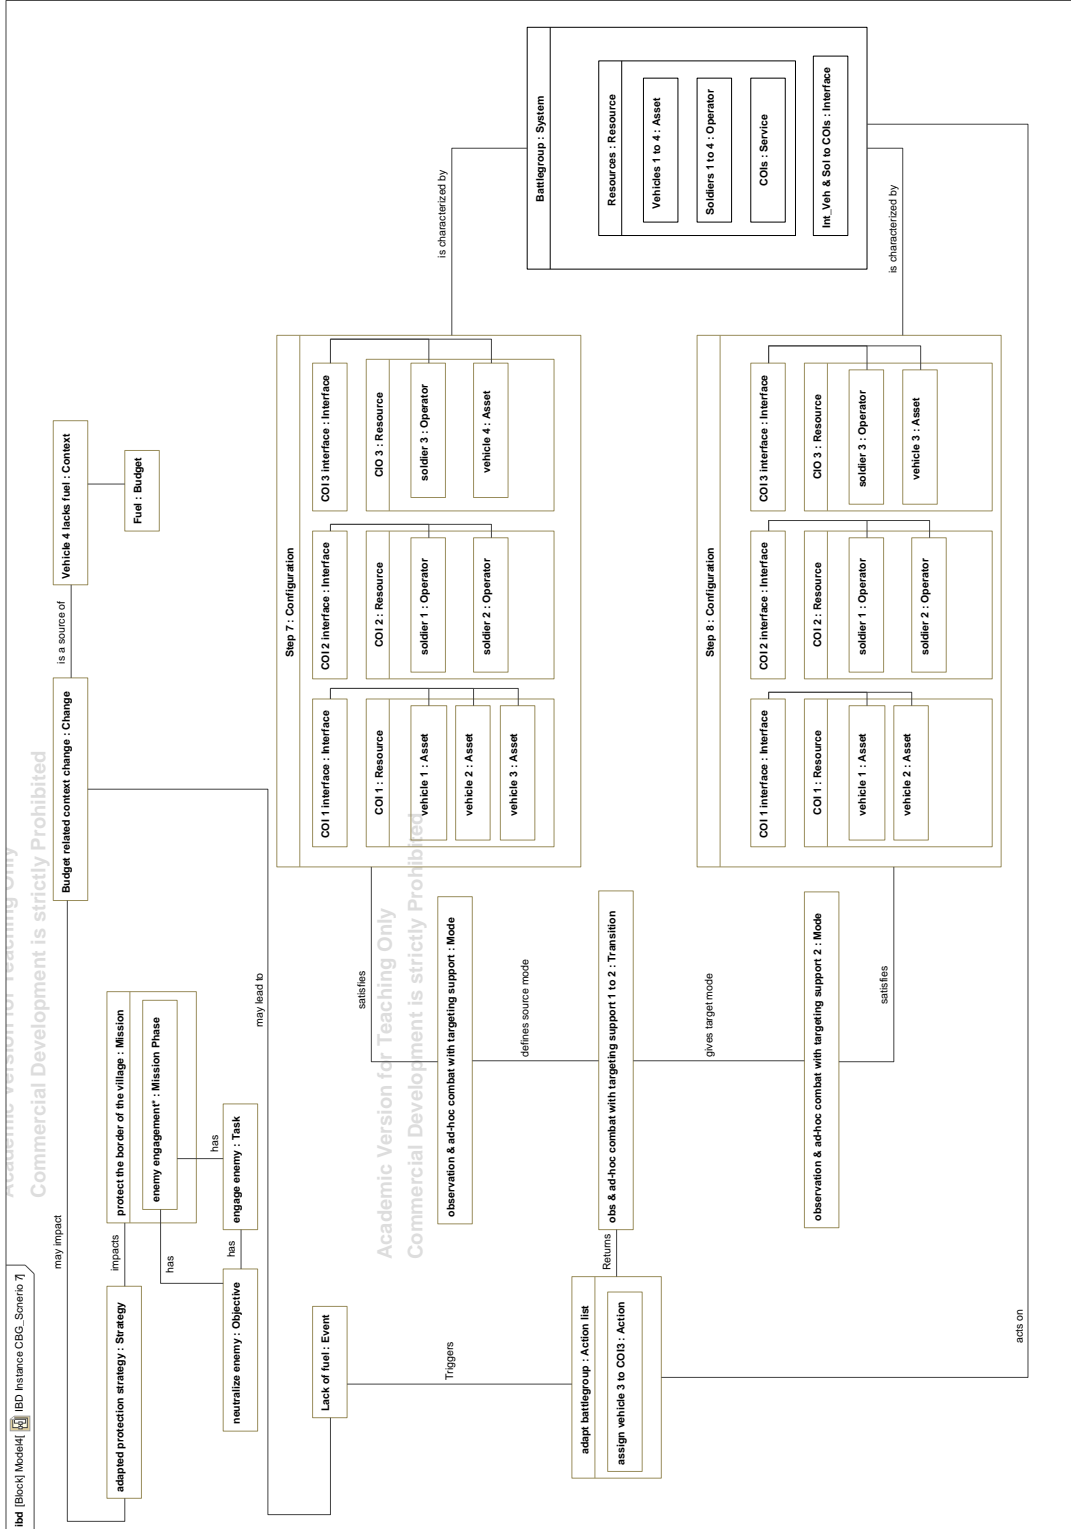 ibd [Block] Model4[ IBD Instance CBG_Scnerio 7]
Academic Version for Teaching Only
Commercial Development is strictly Prohibited
may impact
Budget related context change : Change
is a source of
Vehicle 4 lacks fuel : Context
Fuel : Budget
adapted protection strategy : Strategy
impacts
protect the border of the village : Mission
enemy engagement" : Mission Phase
has
has
neutralize enemy : Objective
has
engage enemy : Task
may lead to
Lack of fuel : Event
Triggers
adapt battlegroup : Action list
assign vehicle 3 to COI3 : Action
Returns
Academic Version for Teaching Only
Commercial Development is strictly Prohibited
satisfies
observation & ad-hoc combat with targeting support : Mode
defines source mode
obs & ad-hoc combat with targeting support 1 to 2 : Transition
gives target mode
observation & ad-hoc combat with targeting support 2 : Mode
satisfies
Step 7 : Configuration
COI 1 interface : Interface
COI 1 : Resource
vehicle 1 : Asset
vehicle 2 : Asset
vehicle 3 : Asset
COI 2 interface : Interface
COI 2 : Resource
soldier 1 : Operator
soldier 2 : Operator
COI 3 interface : Interface
CIO 3 : Resource
soldier 3 : Operator
vehicle 4 : Asset
Step 8 : Configuration
COI 1 interface : Interface
COI 1 : Resource
vehicle 1 : Asset
vehicle 2 : Asset
COI 2 interface : Interface
COI 2 : Resource
soldier 1 : Operator
soldier 2 : Operator
COI 3 interface : Interface
CIO 3 : Resource
soldier 3 : Operator
vehicle 3 : Asset
is characterized by
Battlegroup : System
Resources : Resource
Vehicles 1 to 4 : Asset
Soldiers 1 to 4 : Operator
COIs : Service
Int_Veh & Sol to COIs : Interface
is characterized by
acts on